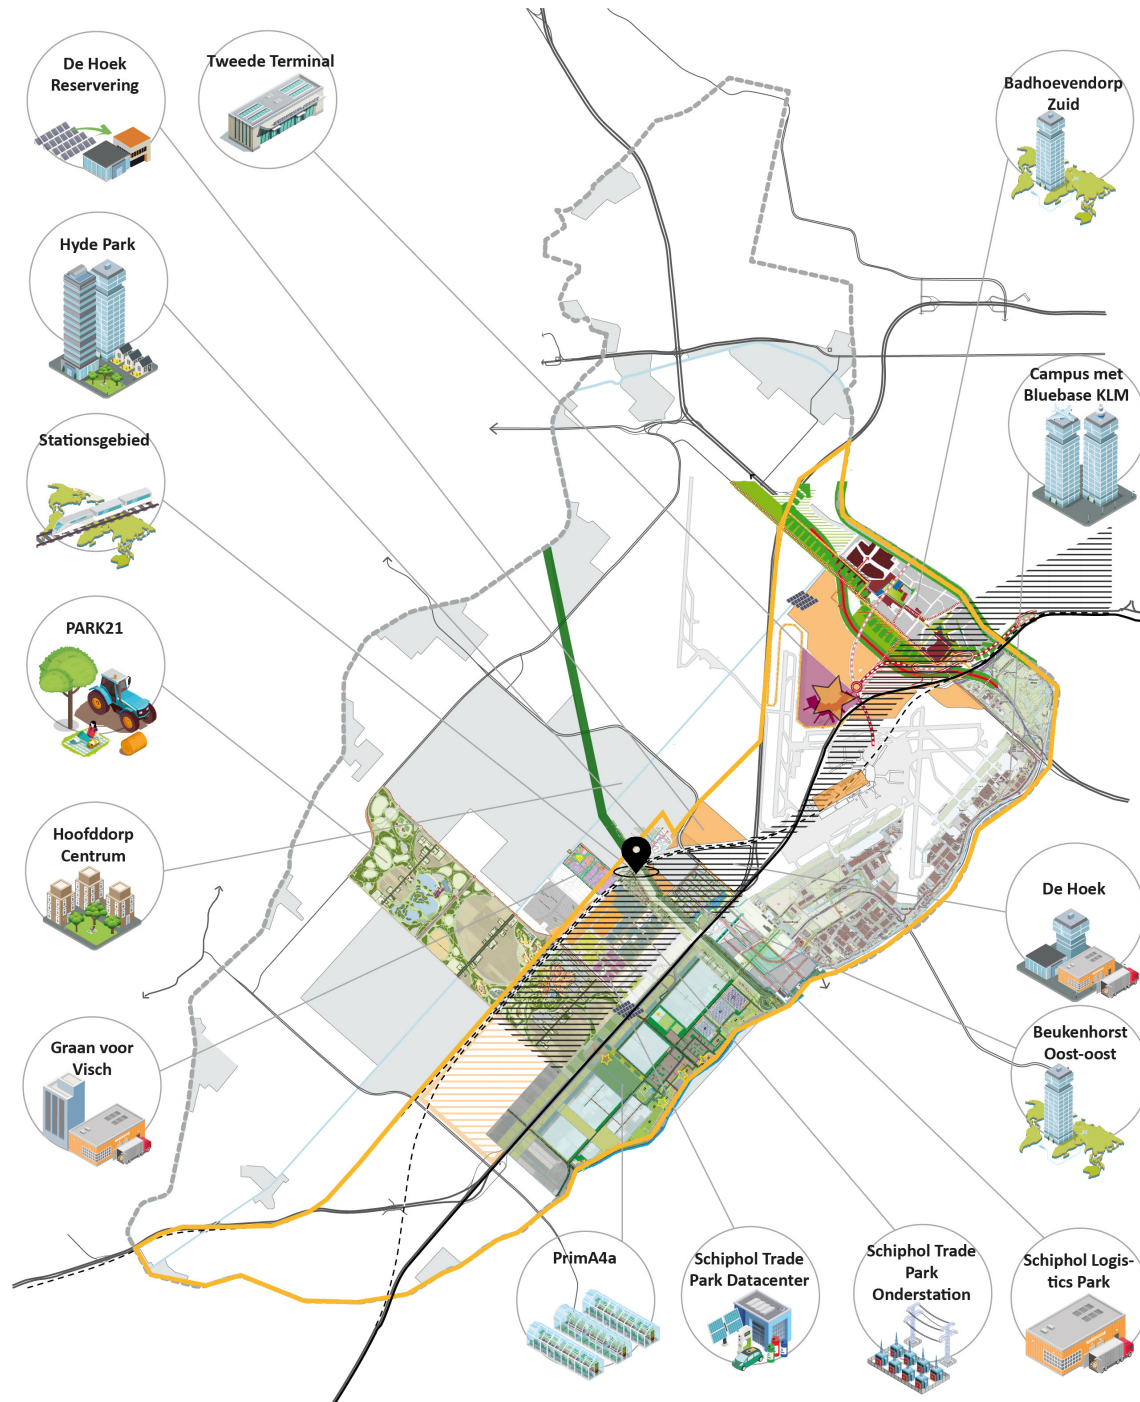 De Hoek
Reservering
Tweede Terminal
Badhoevendorp
Zuid
Hyde Park
Campus met
Bluebase KLM
Stationsgebied
PARK21
Hoofddorp
Centrum
De Hoek
Graan voor
Visch
Beukenhorst
Oost-oost
PrimA4a
Schiphol Trade
Park Datacenter
Schiphol Trade
Park
Onderstation
Schiphol Logis-
tics Park